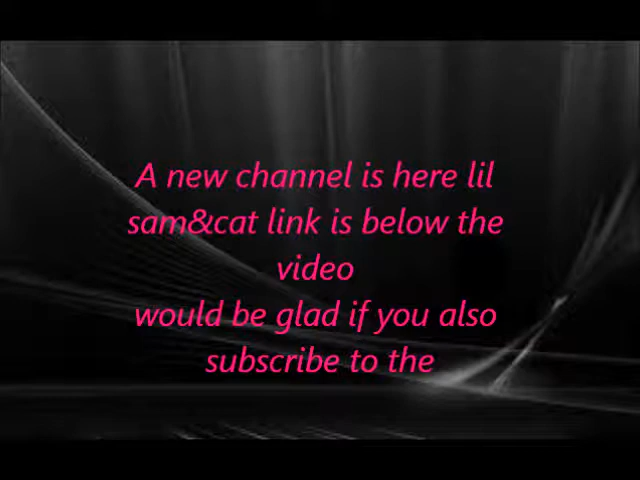 A new channel is here lil
sam&cat link is below the
video
would be glad if you also
subscribe to the